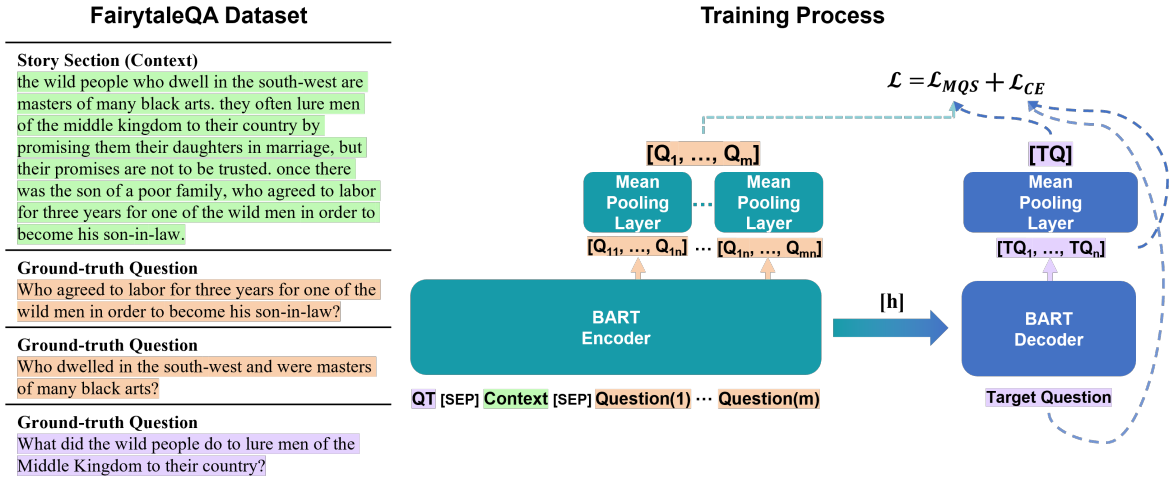 FairytaleQA Dataset
Story Section (Context)
the wild people who dwell in the south-west are
masters of many black arts. they often lure men
of the middle kingdom to their country by
promising them their daughters in marriage, but
their promises are not to be trusted. once there
was the son of a poor family, who agreed to labor
for three years for one of the wild men in order to
become his son-in-law.
Ground-truth Question
Who agreed to labor for three years for one of the
wild men in order to become his son-in-law?
Ground-truth Question
Who dwelled in the south-west and were masters
of many black arts?
Ground-truth Question
What did the wild people do to lure men of the
Middle Kingdom to their country?
Training Process
ℒ = ℒ_MQS + ℒ_CE
[Q₁, ..., Qₘ]
[TQ]
Mean
Pooling
Layer
...
Mean
Pooling
Layer
Mean
Pooling
Layer
[Q₁₁, ..., Q₁ₙ] ... [Q₁ₙ, ..., Qₘₙ]
[TQ₁, ..., TQₙ]
BART
Encoder
[h]
BART
Decoder
QT [SEP] Context [SEP] Question(1) ... Question(m)
Target Question